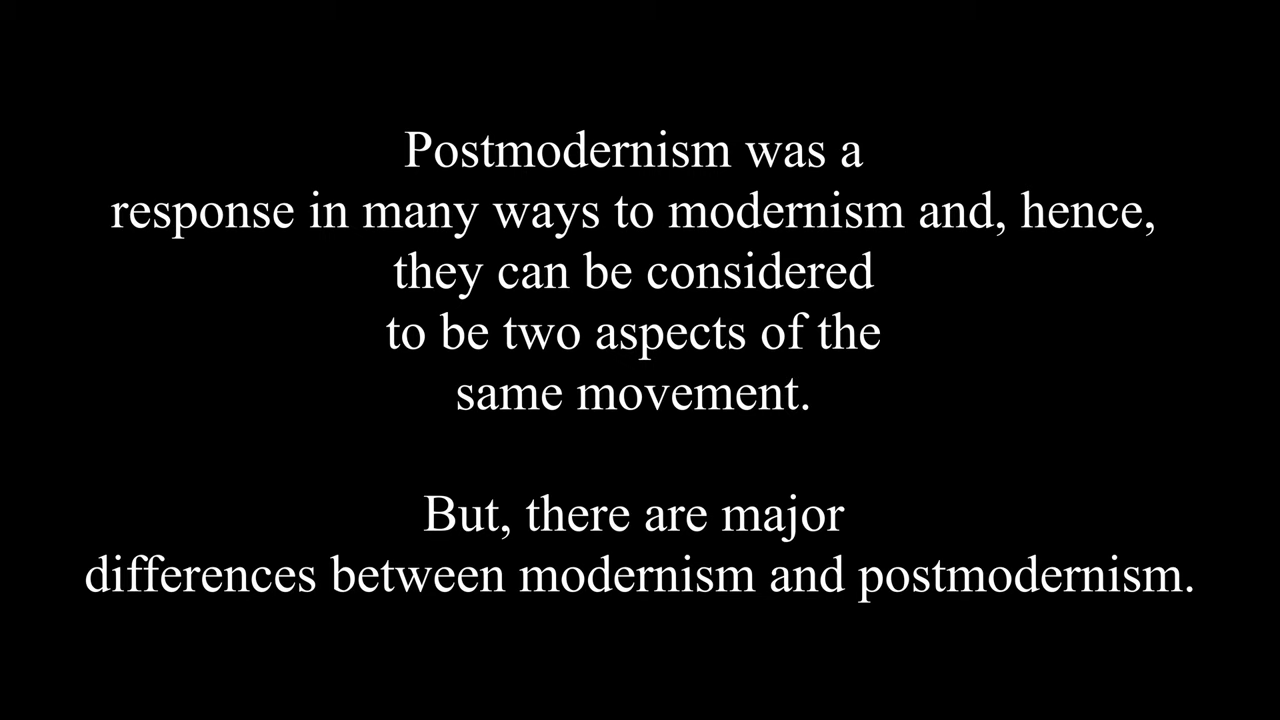 Postmodernism was a
response in many ways to modernism and, hence,
they can be considered
to be two aspects of the
same movement.
But, there are major
differences between modernism and postmodernism.